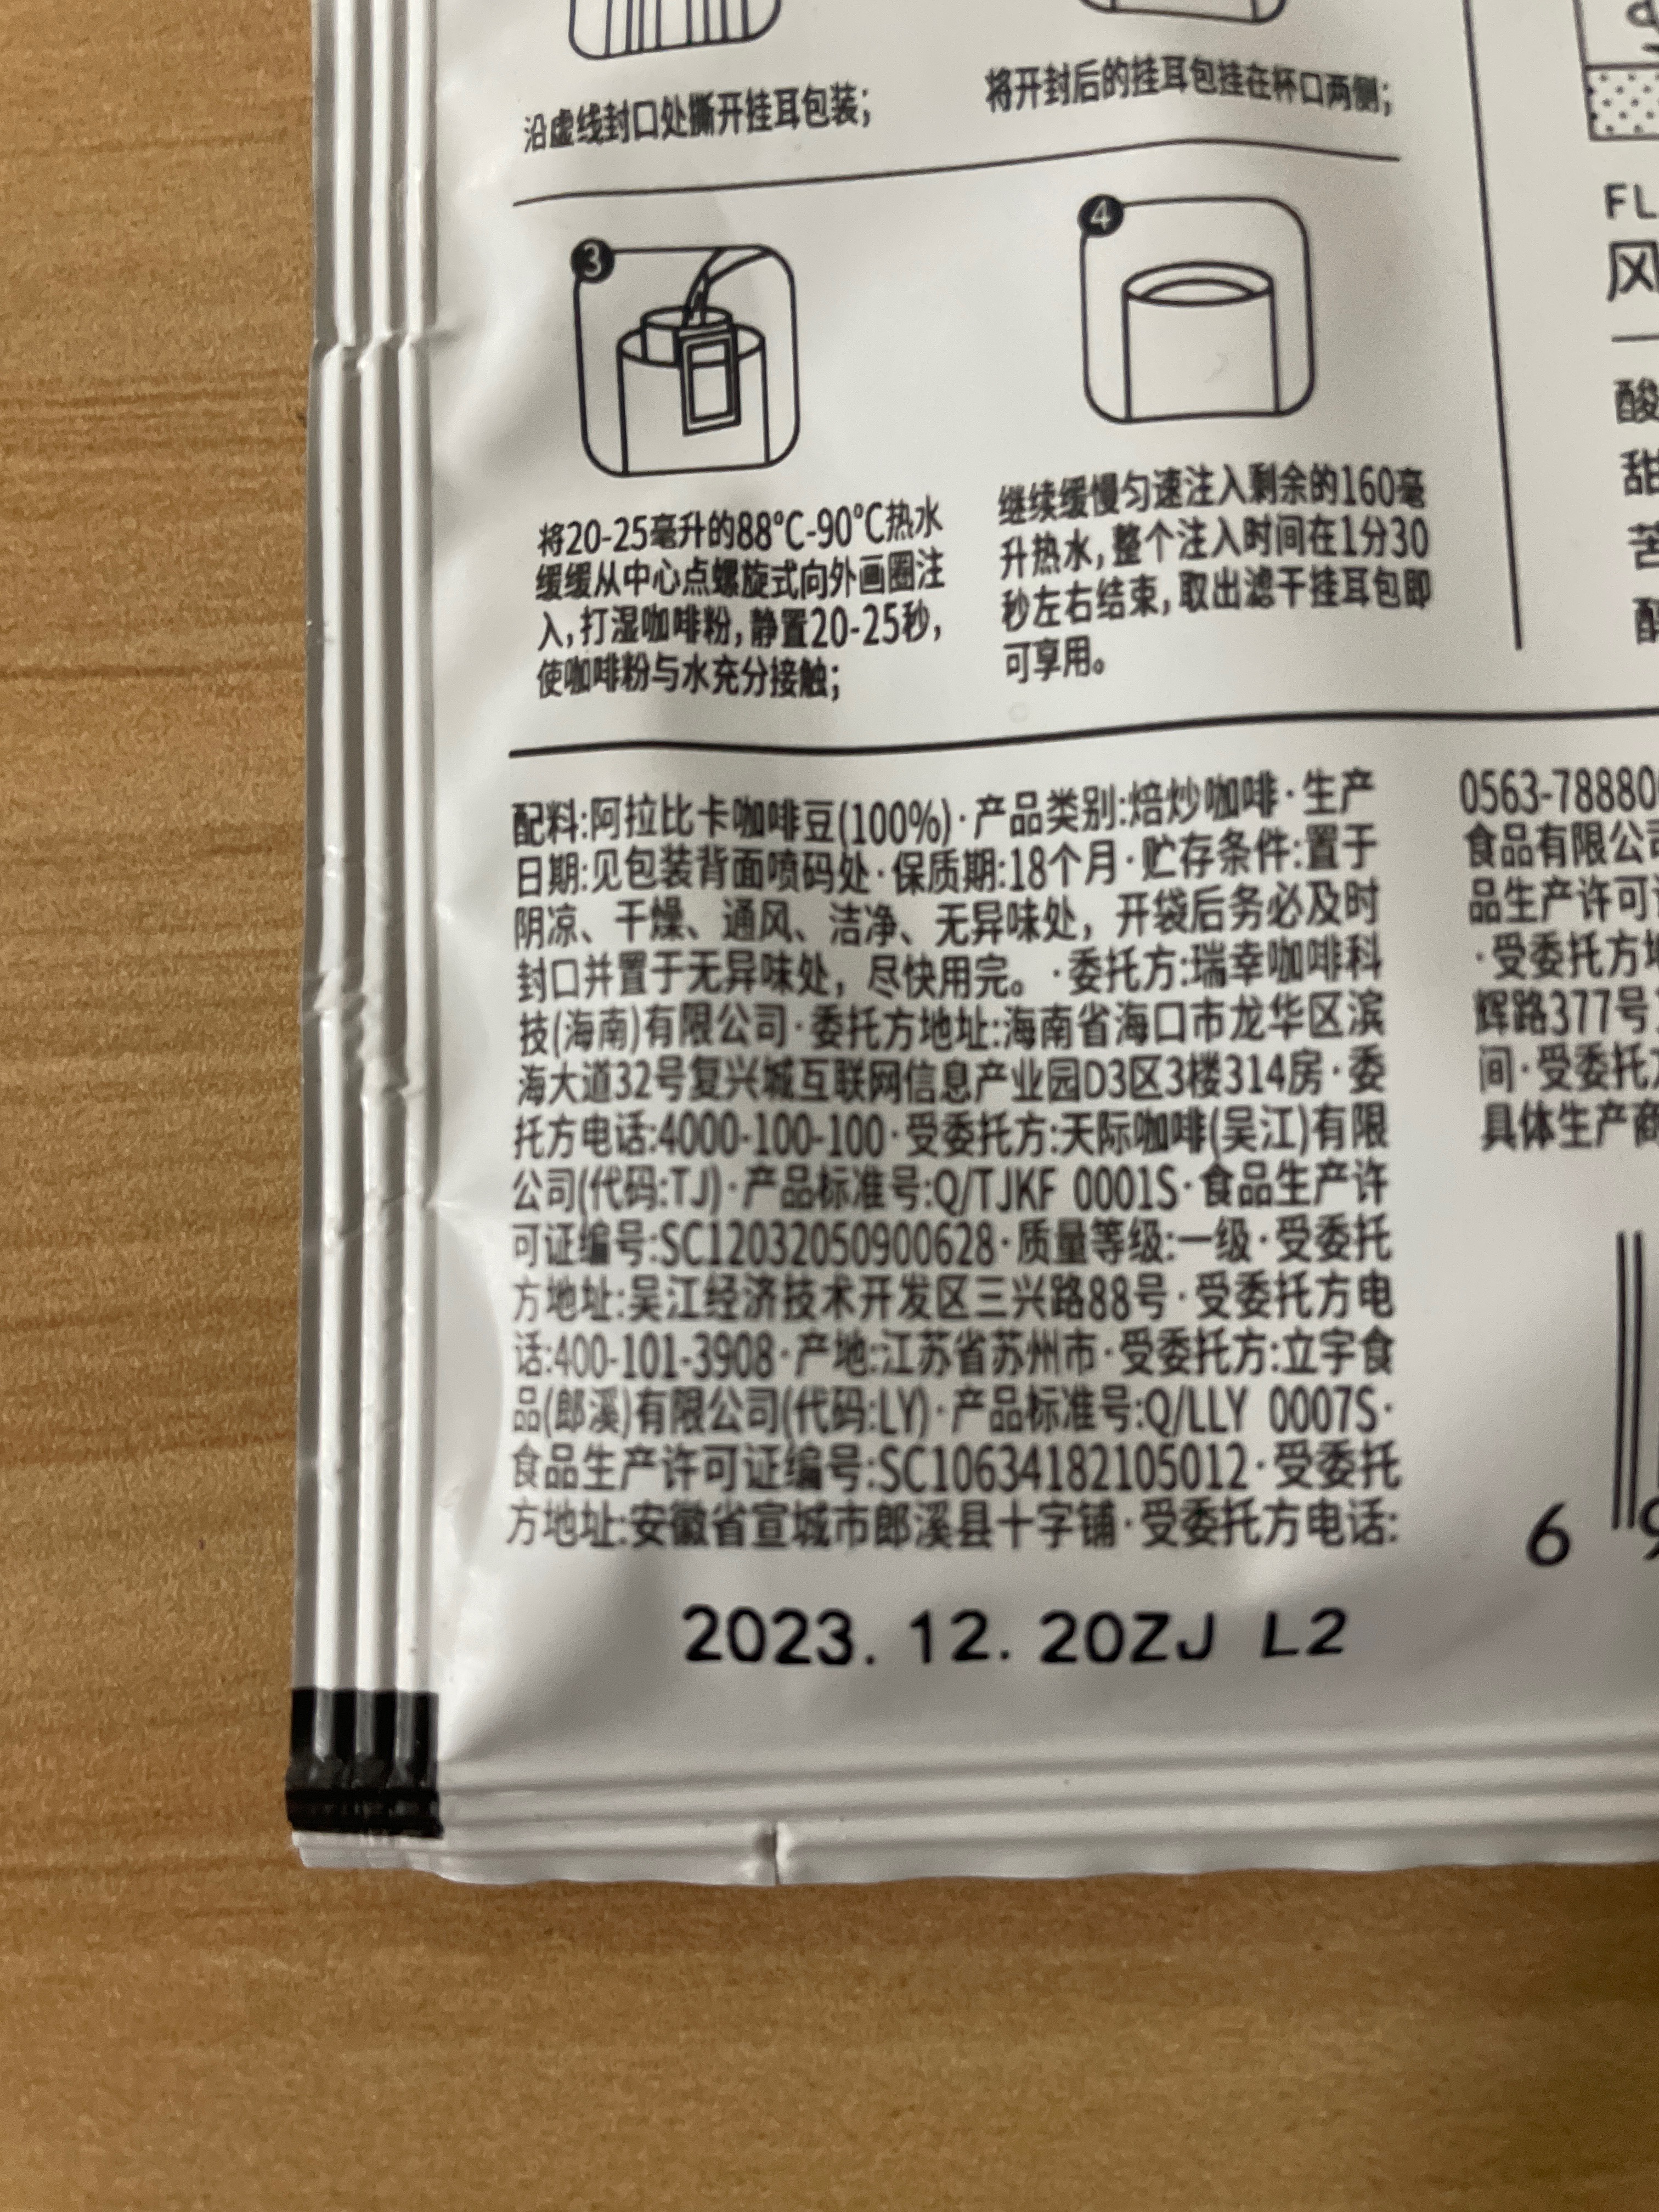 沿虚线封口处撕开挂耳包装;
将开封后的挂耳包挂在杯口两侧;
3
将20-25毫升的88°C-90°C热水
缓缓从中心点螺旋式向外画圈注
入,打湿咖啡粉,静置20-25秒,
使咖啡粉与水充分接触;
4
继续缓慢匀速注入剩余的160毫
升热水,整个注入时间在1分30
秒左右结束,取出滤干挂耳包即
可享用。
FL
风
酸
甜
苦
醇
配料:阿拉比卡咖啡豆(100%)·产品类别:焙炒咖啡·生产
日期:见包装背面喷码处·保质期:18个月·贮存条件:置于
阴凉、干燥、通风、洁净、无异味处，开袋后务必及时
封口并置于无异味处，尽快用完。·委托方:瑞幸咖啡科
技(海南)有限公司·委托方地址:海南省海口市龙华区滨
海大道32号复兴城互联网信息产业园D3区3楼314房·委
托方电话:4000-100-100·受委托方:天际咖啡(吴江)有限
公司(代码:TJ)·产品标准号:Q/TJKF 0001S·食品生产许
可证编号:SC12032050900628·质量等级:一级·受委托
方地址:吴江经济技术开发区三兴路88号·受委托方电
话:400-101-3908·产地:江苏省苏州市·受委托方:立宇食
品(郎溪)有限公司(代码:LY)·产品标准号:Q/LLY 0007S·
食品生产许可证编号:SC10634182105012·受委托
方地址:安徽省宣城市郎溪县十字铺·受委托方电话:
0563-78880
食品有限公司
品生产许可
·受委托方地
辉路377号
间·受委托方
具体生产商
6 9
2023.12.20ZJ L2